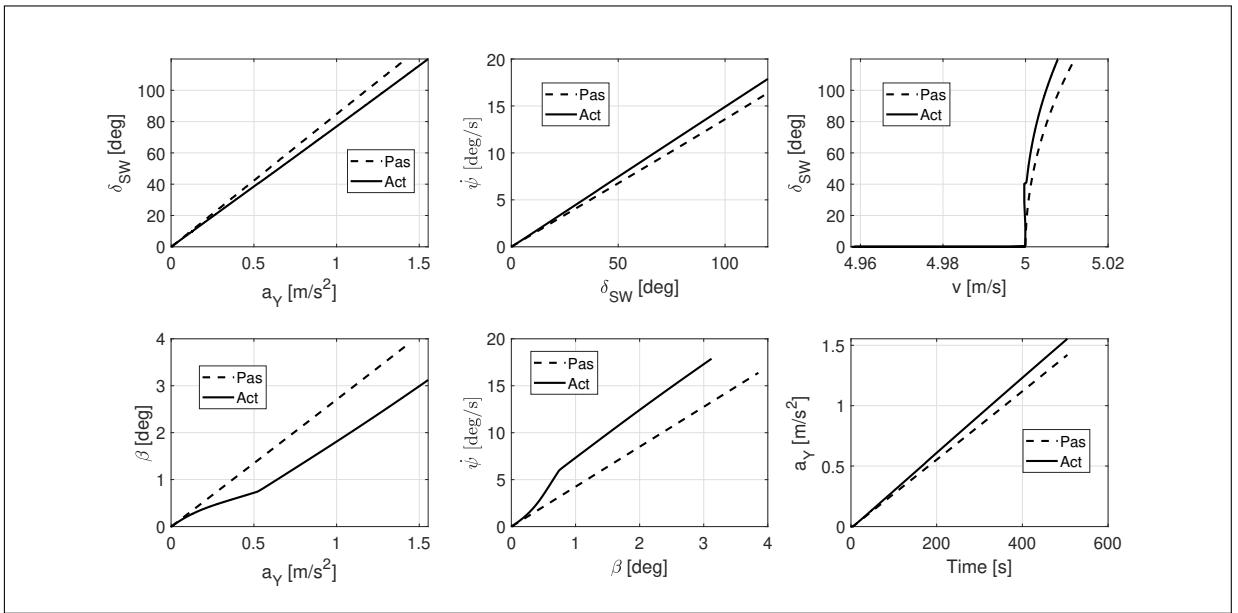 100
80
60
40
20
0
δSW [deg]
Pas
Act
0 0.5 1 1.5
aY [m/s²]
20
15
10
5
0
ψ̇ [deg/s]
Pas
Act
0 50 100
δSW [deg]
100
80
60
40
20
0
δSW [deg]
Pas
Act
4.96 4.98 5 5.02
v [m/s]
4
3
2
1
0
β [deg]
Pas
Act
0 0.5 1 1.5
aY [m/s²]
20
15
10
5
0
ψ̇ [deg/s]
Pas
Act
0 1 2 3 4
β [deg]
1.5
1
0.5
0
aY [m/s²]
Pas
Act
0 200 400 600
Time [s]